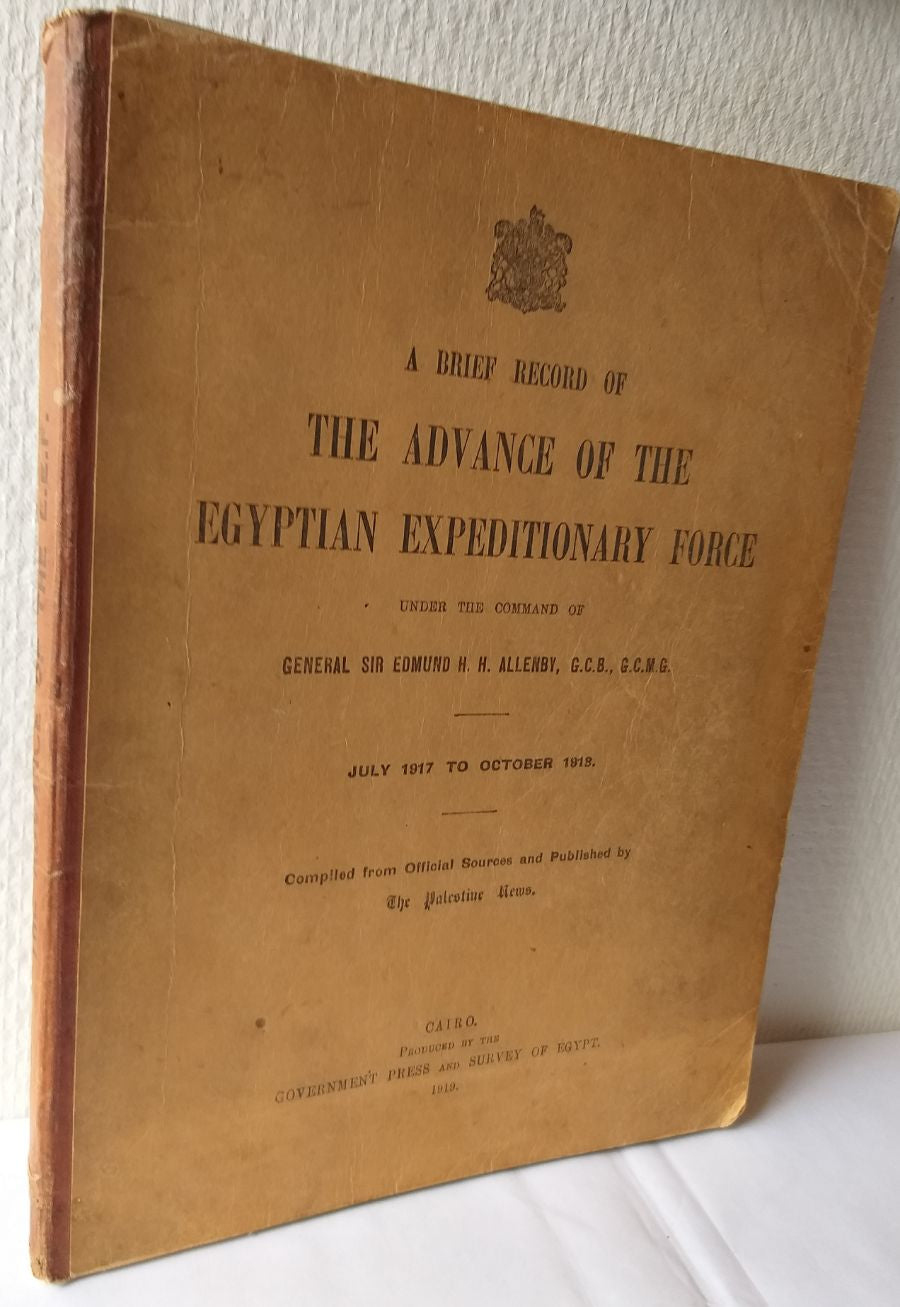 A BRIEF RECORD OF
THE ADVANCE OF THE
EGYPTIAN EXPEDITIONARY FORCE
UNDER THE COMMAND OF
GENERAL SIR EDMUND H. H. ALLENBY, G.C.B., G.C.M.G.
JULY 1917 TO OCTOBER 1918.
Compiled from Official Sources and Published by
The Palestine News.
CAIRO.
PRODUCED BY THE
GOVERNMENT PRESS AND SURVEY OF EGYPT.
1919.
THE E.E.F.